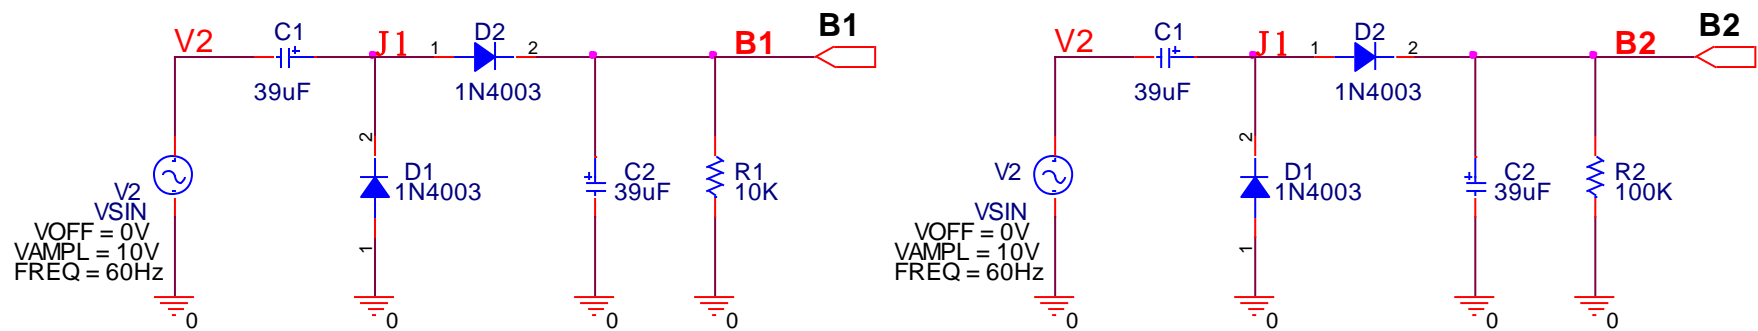 V2
C1
39uF
J1
1
D2
2
1N4003
B1
B1
2
D1
1N4003
1
C2
39uF
R1
10K
V2
VSIN
VOFF = 0V
VAMPL = 10V
FREQ = 60Hz
0
0
0
0
V2
C1
39uF
J1
1
D2
2
1N4003
B2
B2
2
D1
1N4003
1
C2
39uF
R2
100K
V2
VSIN
VOFF = 0V
VAMPL = 10V
FREQ = 60Hz
0
0
0
0